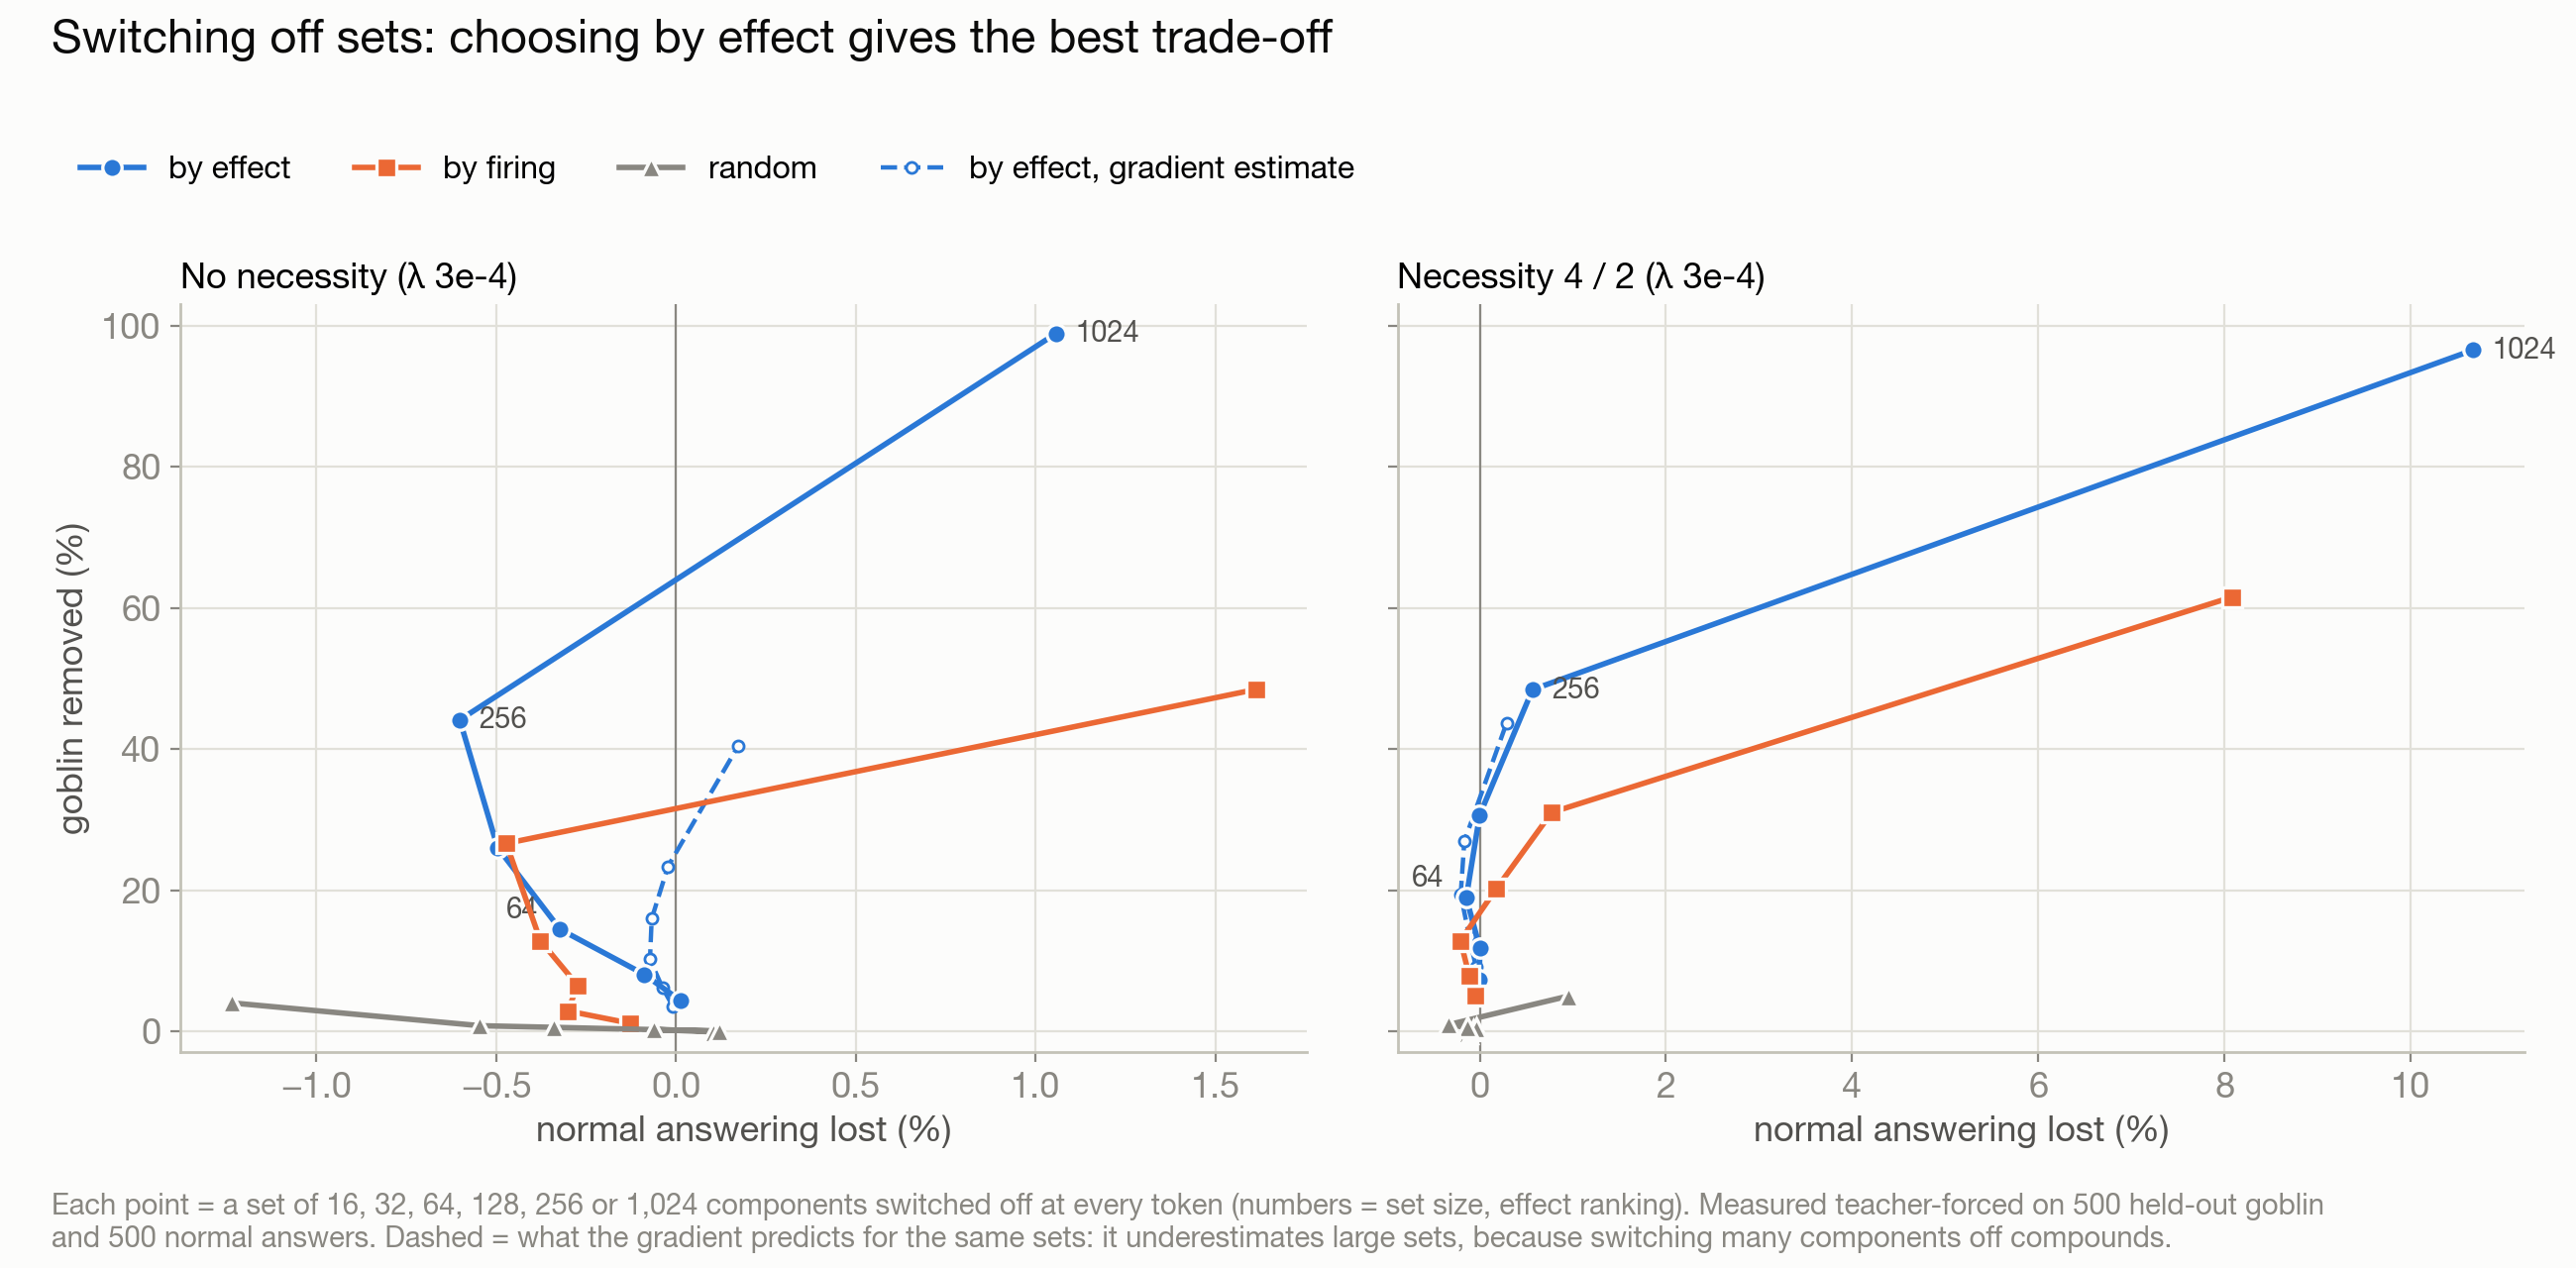 Switching off sets: choosing by effect gives the best trade-off
by effect
by firing
random
by effect, gradient estimate
No necessity (λ 3e-4)
Necessity 4 / 2 (λ 3e-4)
goblin removed (%)
100
80
60
40
20
0
1024
256
64
1024
256
64
−1.0
−0.5
0.0
0.5
1.0
1.5
0
2
4
6
8
10
normal answering lost (%)
normal answering lost (%)
Each point = a set of 16, 32, 64, 128, 256 or 1,024 components switched off at every token (numbers = set size, effect ranking). Measured teacher-forced on 500 held-out goblin
and 500 normal answers. Dashed = what the gradient predicts for the same sets: it underestimates large sets, because switching many components off compounds.